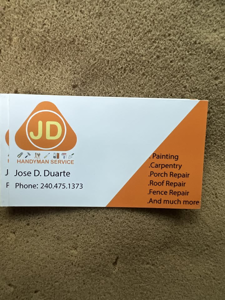 JD
HANDYMAN SERVICE
Jose D. Duarte
Phone: 240.475.1373
. Painting
.Carpentry
.Porch Repair
.Roof Repair
.Fence Repair
.And much more
J
P